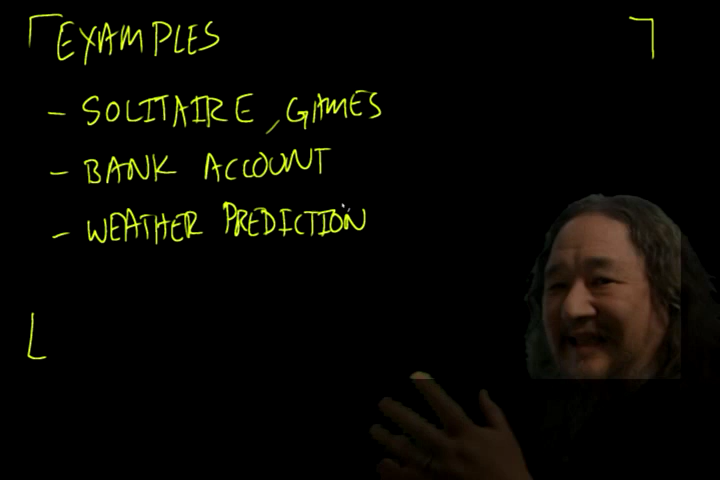 EXAMPLES
- SOLITAIRE, GAMES
- BANK ACCOUNT
- WEATHER PREDICTION